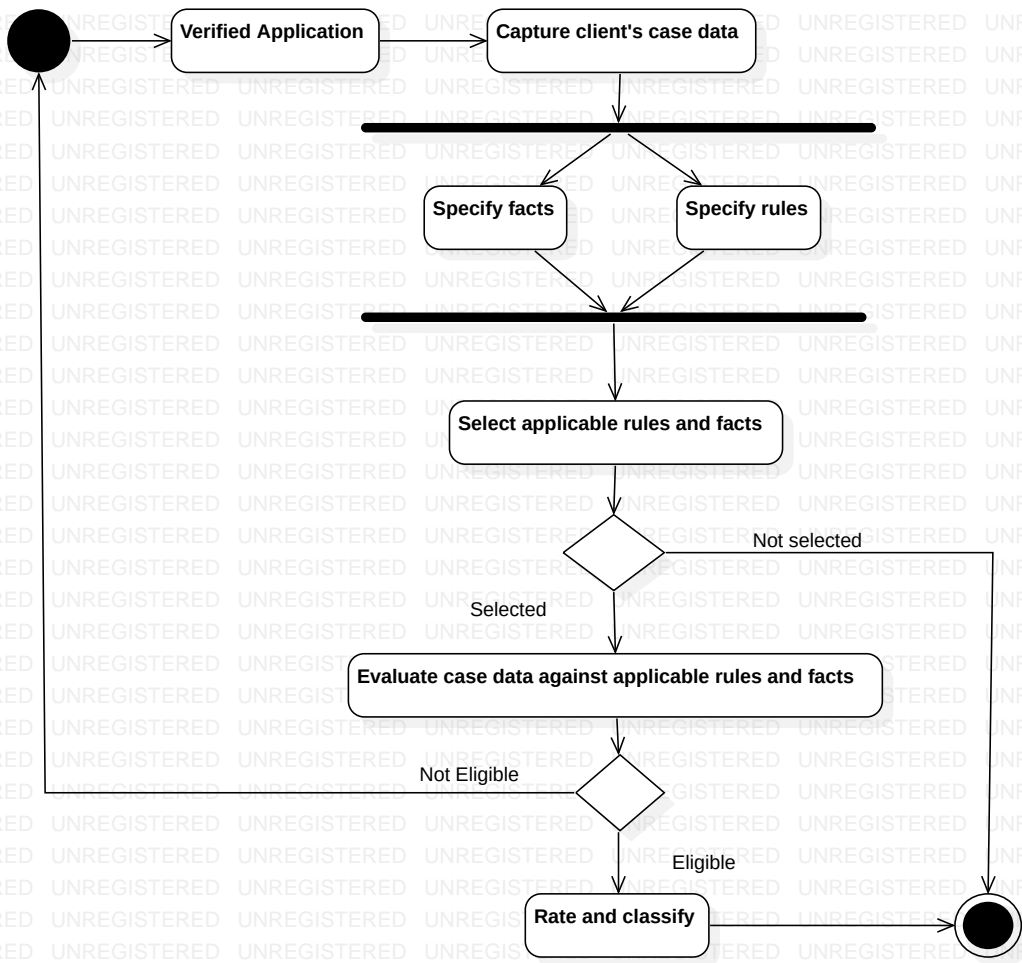 Verified Application
Capture client's case data
Specify facts
Specify rules
Select applicable rules and facts
Not selected
Selected
Evaluate case data against applicable rules and facts
Not Eligible
Eligible
Rate and classify
UNREGISTERED